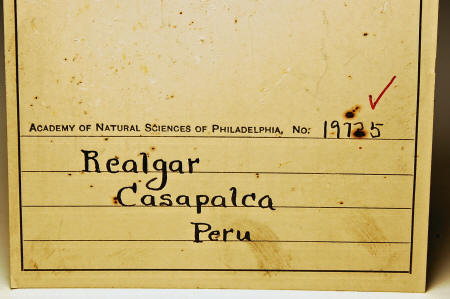 Academy of Natural Sciences of Philadelphia, No: 19725
Realgar
Casapalca
Peru